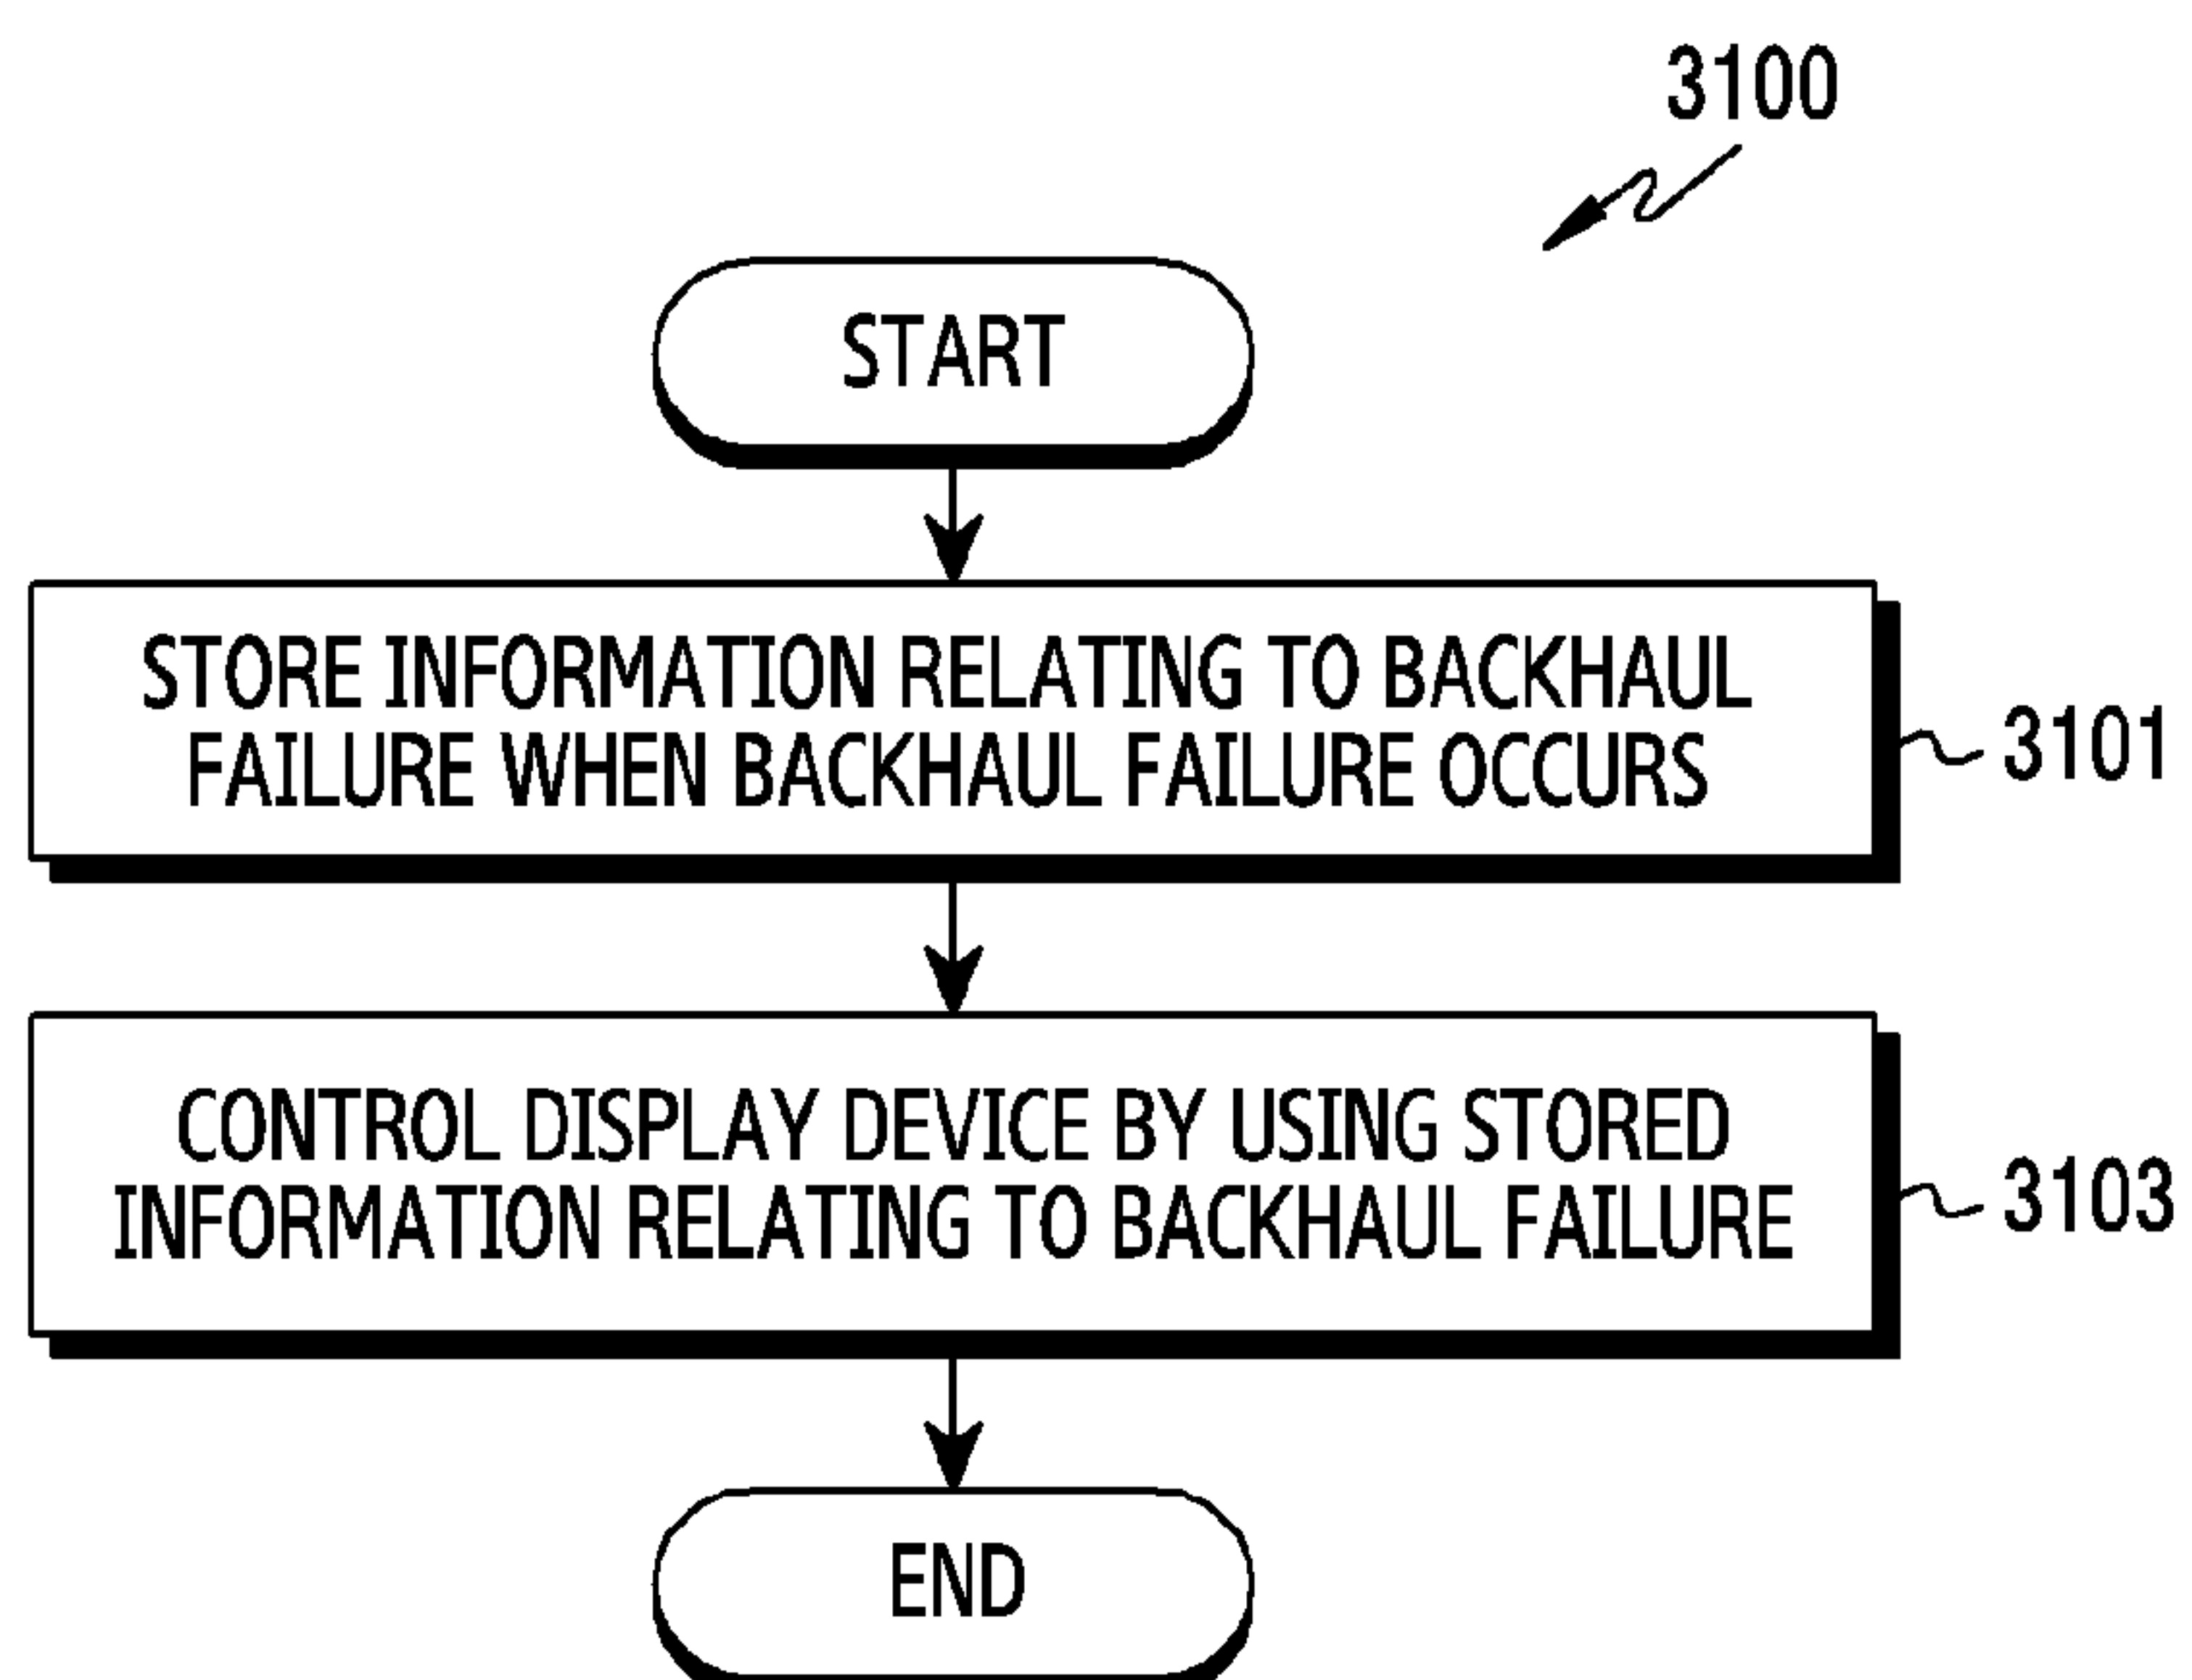 3100
START
STORE INFORMATION RELATING TO BACKHAUL
FAILURE WHEN BACKHAUL FAILURE OCCURS
3101
CONTROL DISPLAY DEVICE BY USING STORED
INFORMATION RELATING TO BACKHAUL FAILURE
3103
END